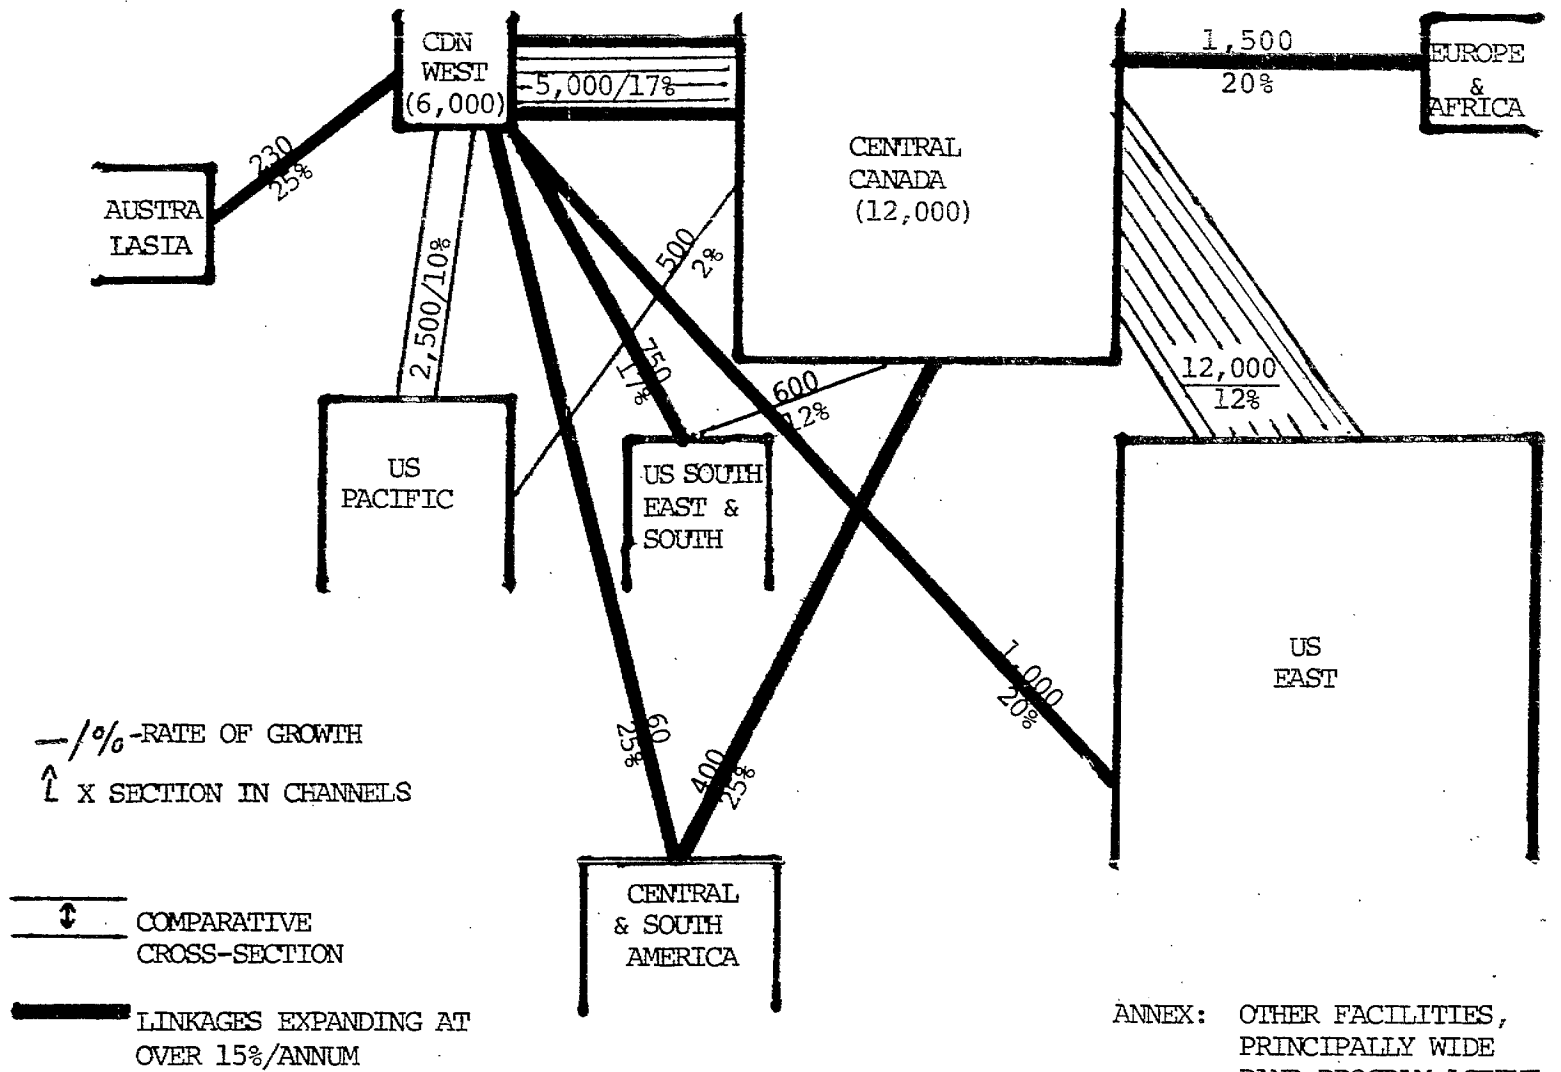 CDN
WEST
(6,000)
5,000/17%
1,500
20%
EUROPE
&
AFRICA
CENTRAL
CANADA
(12,000)
230
25%
AUSTRA
LASIA
2,500/10%
500
2%
750
17%
600
12%
12,000
12%
US
PACIFIC
US SOUTH
EAST &
SOUTH
US
EAST
1,000
20%
60
25%
400
25%
—/%-RATE OF GROWTH
X SECTION IN CHANNELS
CENTRAL
& SOUTH
AMERICA
COMPARATIVE
CROSS-SECTION
LINKAGES EXPANDING AT
OVER 15%/ANNUM
ANNEX: OTHER FACILITIES,
PRINCIPALLY WIDE